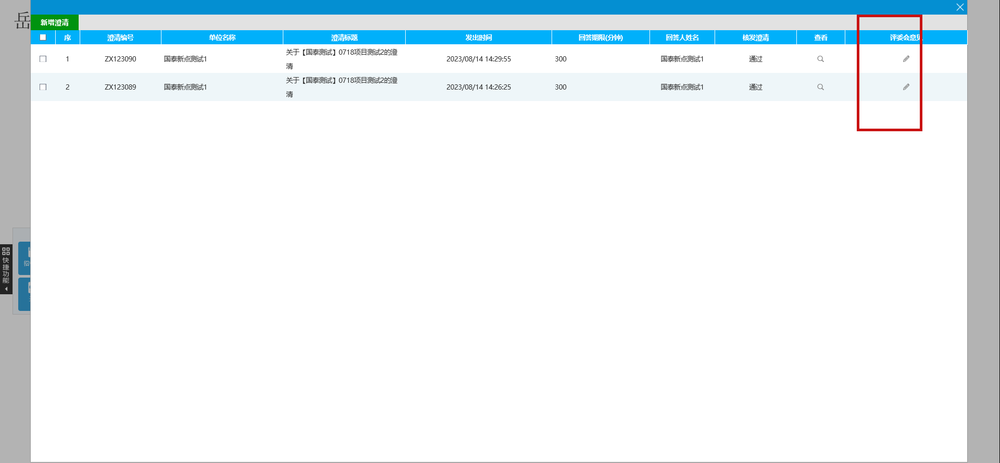 岳
新增澄清
序 澄清编号 单位名称 澄清标题 发出时间 回答期限(分钟) 回答人姓名 核发澄清 查看 评委会意见
1 ZX123090 国泰新点测试1 关于【国泰测试】0718项目测试2的澄清 2023/08/14 14:29:55 300 国泰新点测试1 通过
2 ZX123089 国泰新点测试1 关于【国泰测试】0718项目测试2的澄清 2023/08/14 14:26:25 300 国泰新点测试1 通过
快捷功能
招